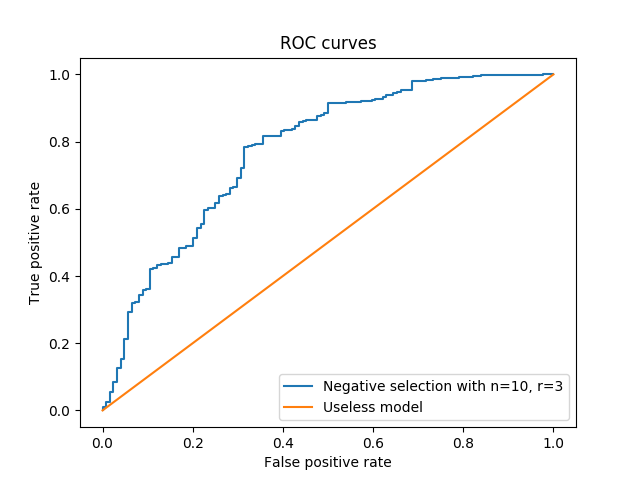 ROC curves
1.0
0.8
0.6
0.4
0.2
0.0
True positive rate
0.0 0.2 0.4 0.6 0.8 1.0
False positive rate
Negative selection with n=10, r=3
Useless model